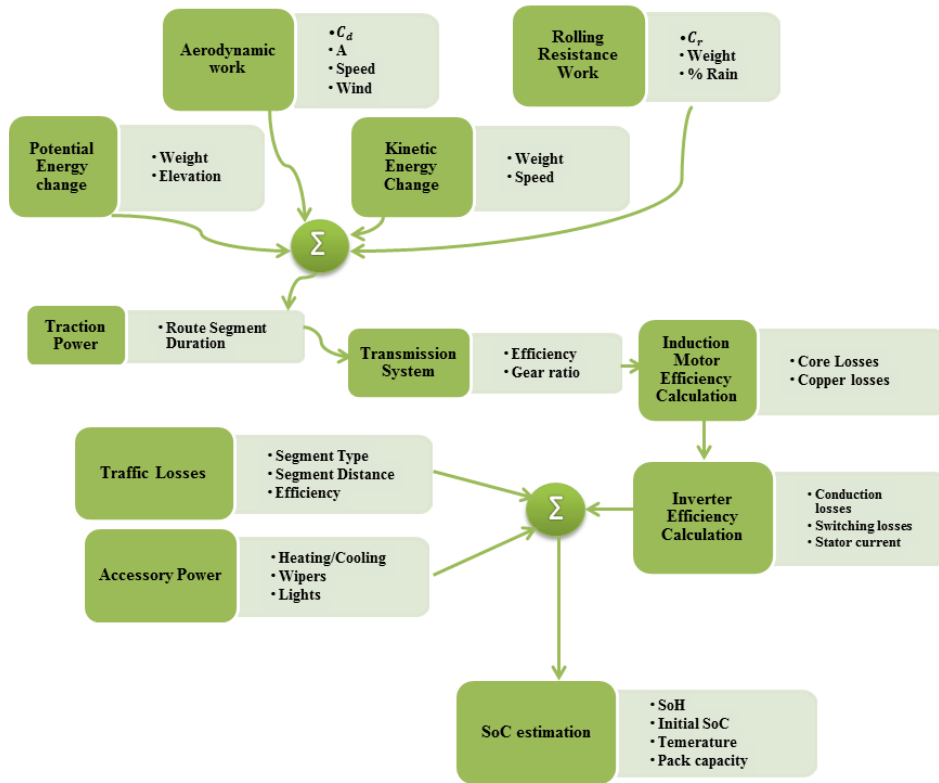 Aerodynamic
work
• C_d
• A
• Speed
• Wind
Rolling
Resistance
Work
• C_r
• Weight
• % Rain
Potential
Energy
change
• Weight
• Elevation
Kinetic
Energy
Change
• Weight
• Speed
Σ
Traction
Power
• Route Segment
Duration
Transmission
System
• Efficiency
• Gear ratio
Induction
Motor
Efficiency
Calculation
• Core Losses
• Copper losses
Traffic Losses
• Segment Type
• Segment Distance
• Efficiency
Σ
Inverter
Efficiency
Calculation
• Conduction
losses
• Switching losses
• Stator current
Accessory Power
• Heating/Cooling
• Wipers
• Lights
SoC estimation
• SoH
• Initial SoC
• Temerature
• Pack capacity